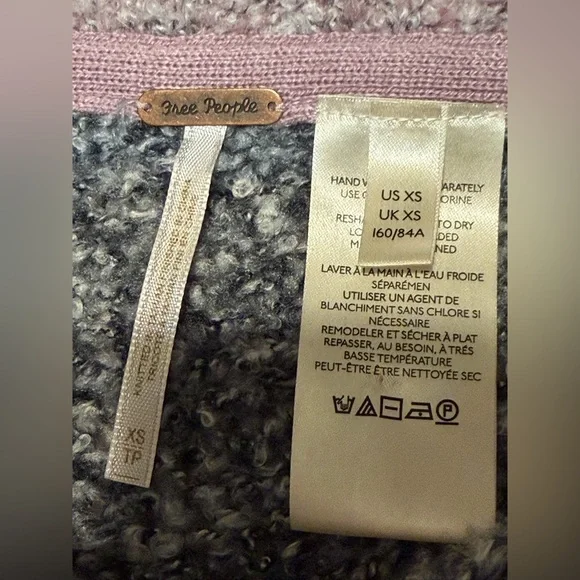 Free People
US XS
UK XS
160/84A
HAND
ARATELY
USE
ORINE
RESHA
TO DRY
LO
DED
M
NED
LAVER À LA MAIN À L'EAU FROIDE
SÉPARÉMEN
UTILISER UN AGENT DE
BLANCHIMENT SANS CHLORE SI
NÉCESSAIRE
REMODELER ET SÉCHER À PLAT
REPASSER, AU BESOIN, À TRÉS
BASSE TEMPÉRATURE
PEUT-ÊTRE ÊTRE NETTOYÉE SEC
XS
TP